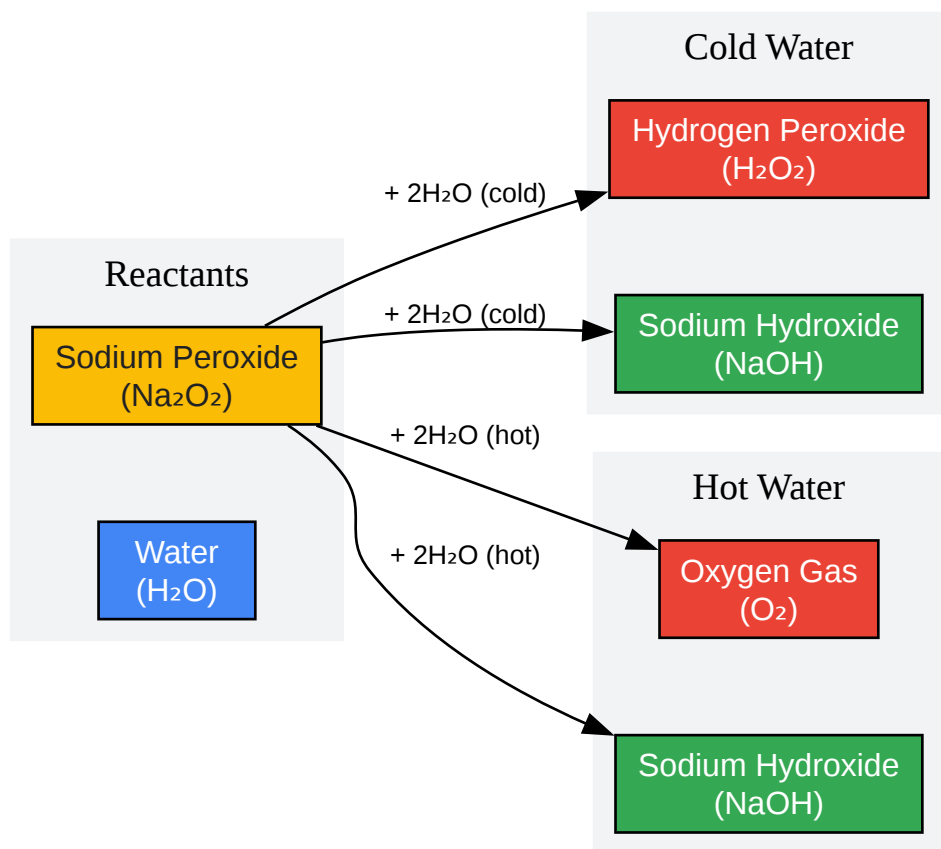 Cold Water
Hydrogen Peroxide
(H₂O₂)
+ 2H₂O (cold)
Reactants
+ 2H₂O (cold)
Sodium Hydroxide
(NaOH)
Sodium Peroxide
(Na₂O₂)
+ 2H₂O (hot)
Hot Water
Water
(H₂O)
+ 2H₂O (hot)
Oxygen Gas
(O₂)
Sodium Hydroxide
(NaOH)